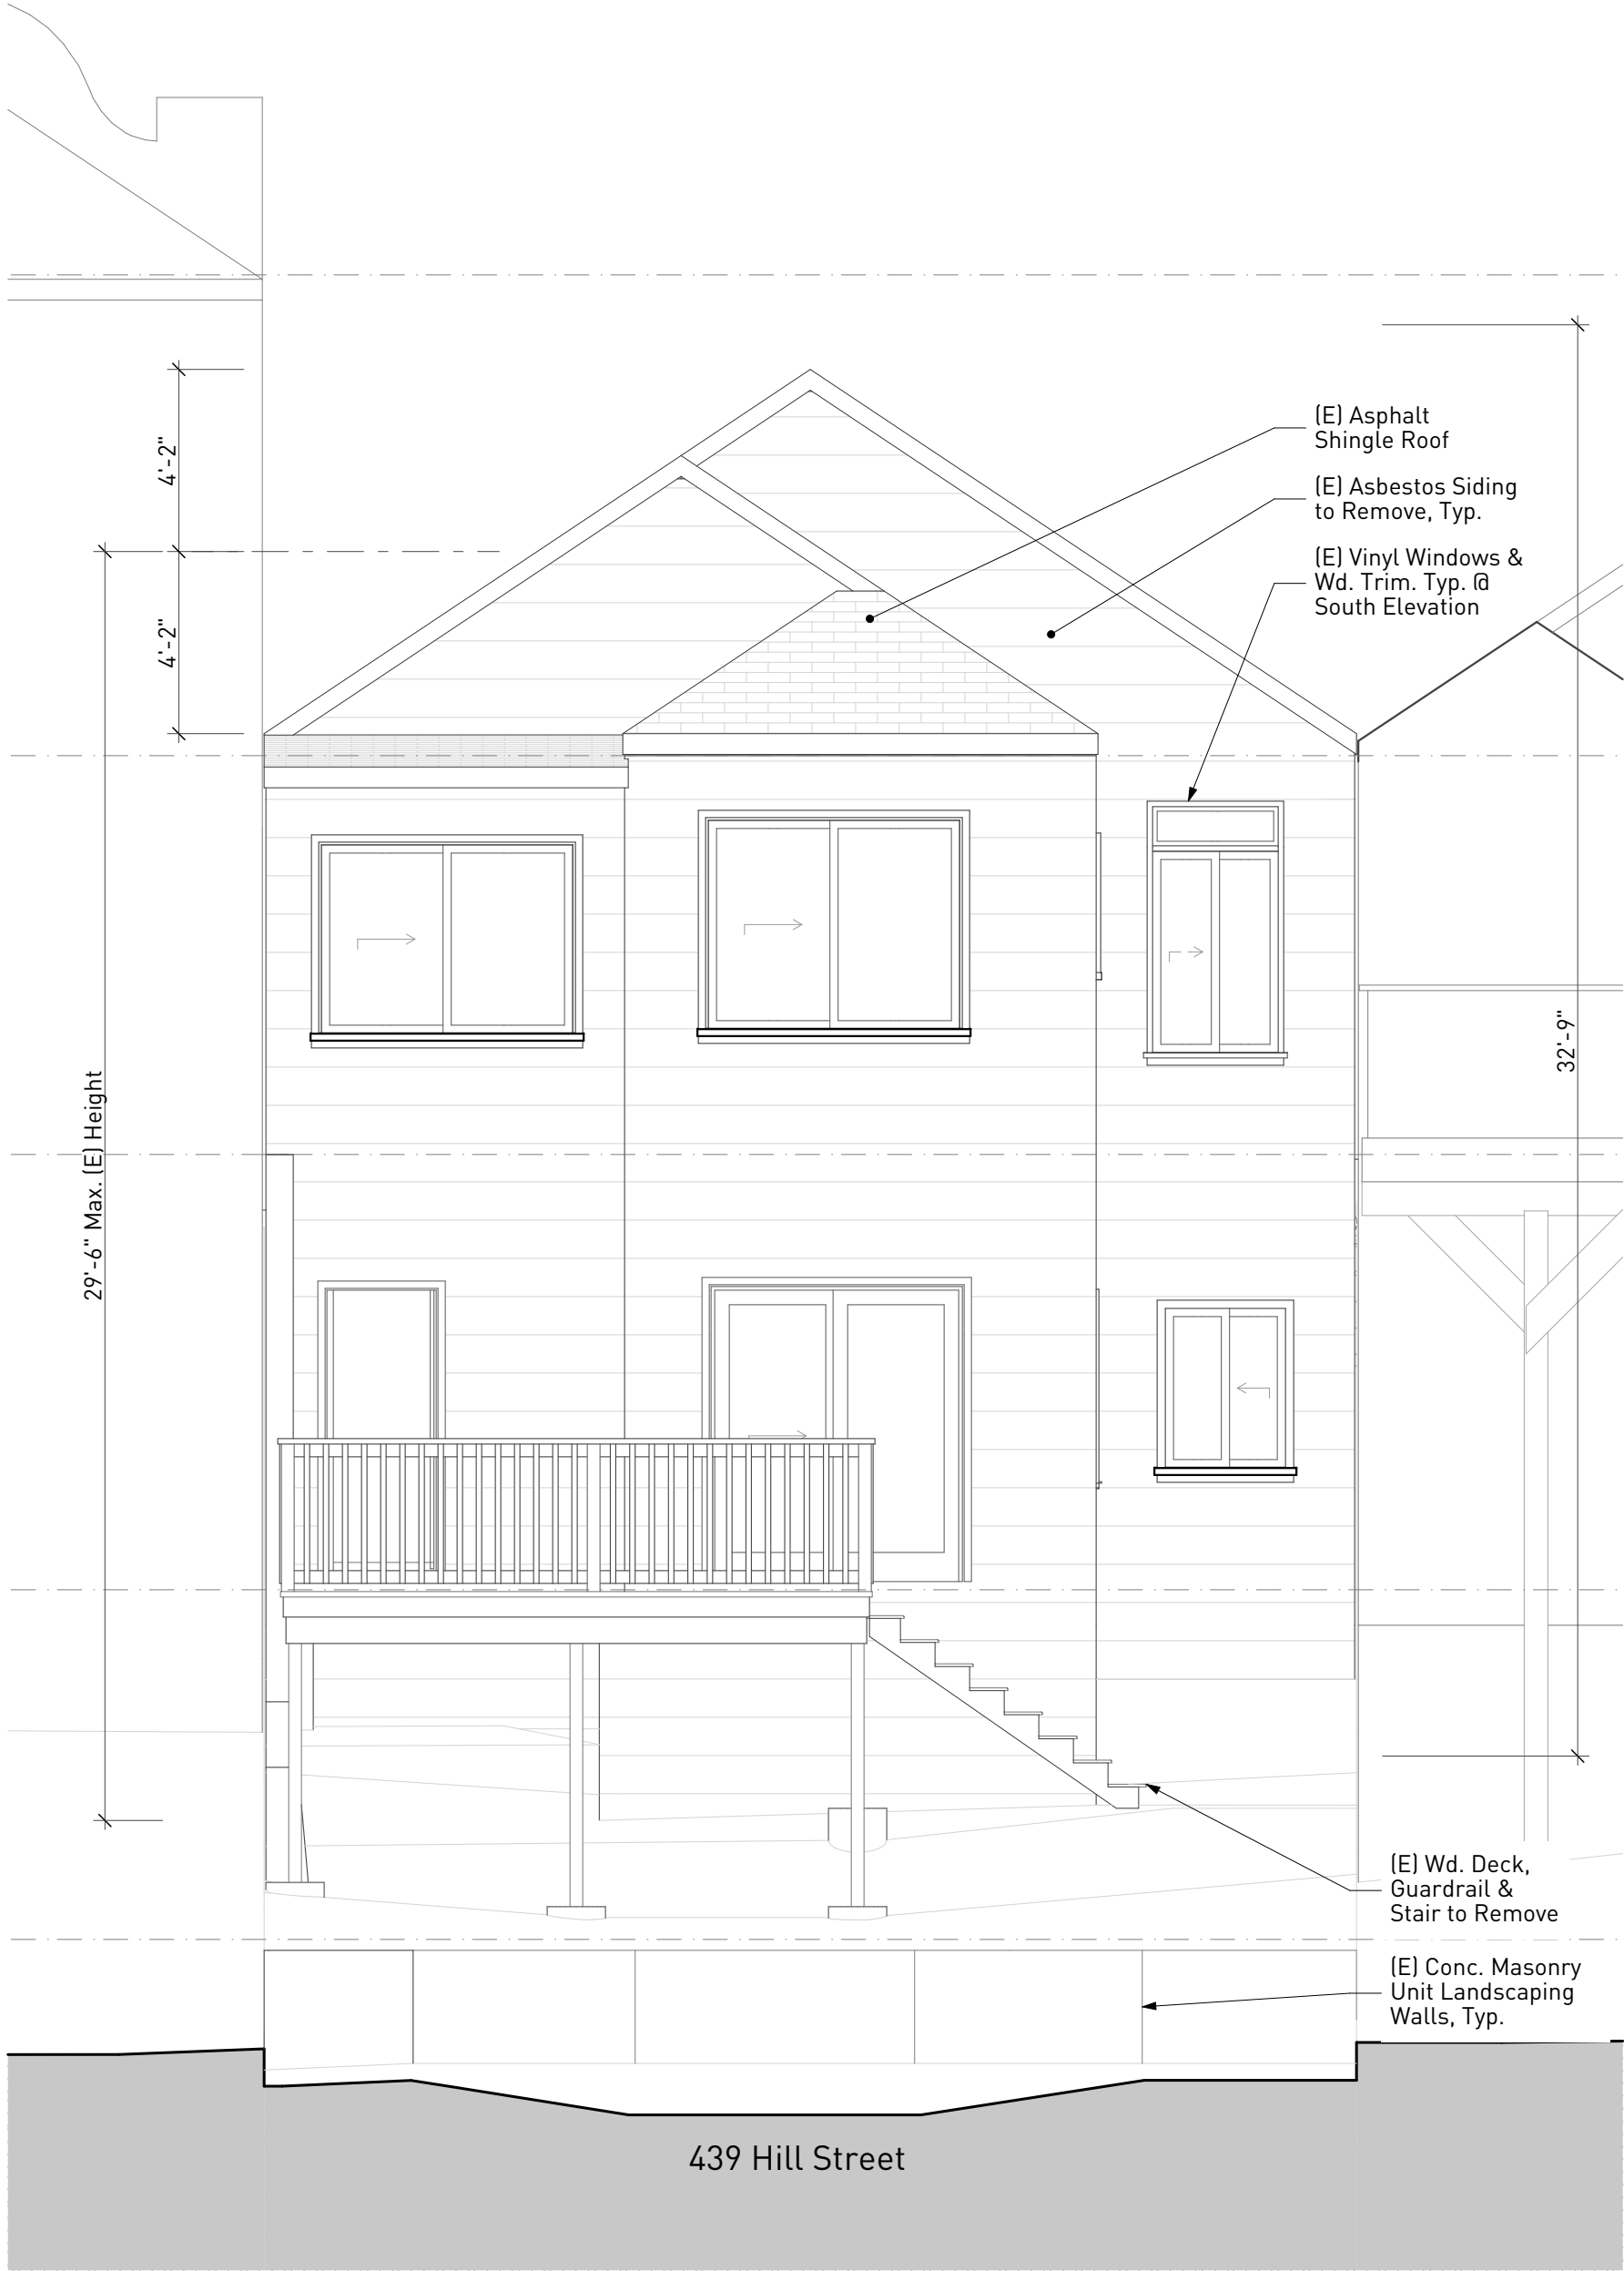 4'-2"
4'-2"
29'-6" Max. (E) Height
(E) Asphalt
Shingle Roof
(E) Asbestos Siding
to Remove, Typ.
(E) Vinyl Windows &
Wd. Trim. Typ. @
South Elevation
32'-9"
(E) Wd. Deck,
Guardrail &
Stair to Remove
(E) Conc. Masonry
Unit Landscaping
Walls, Typ.
439 Hill Street